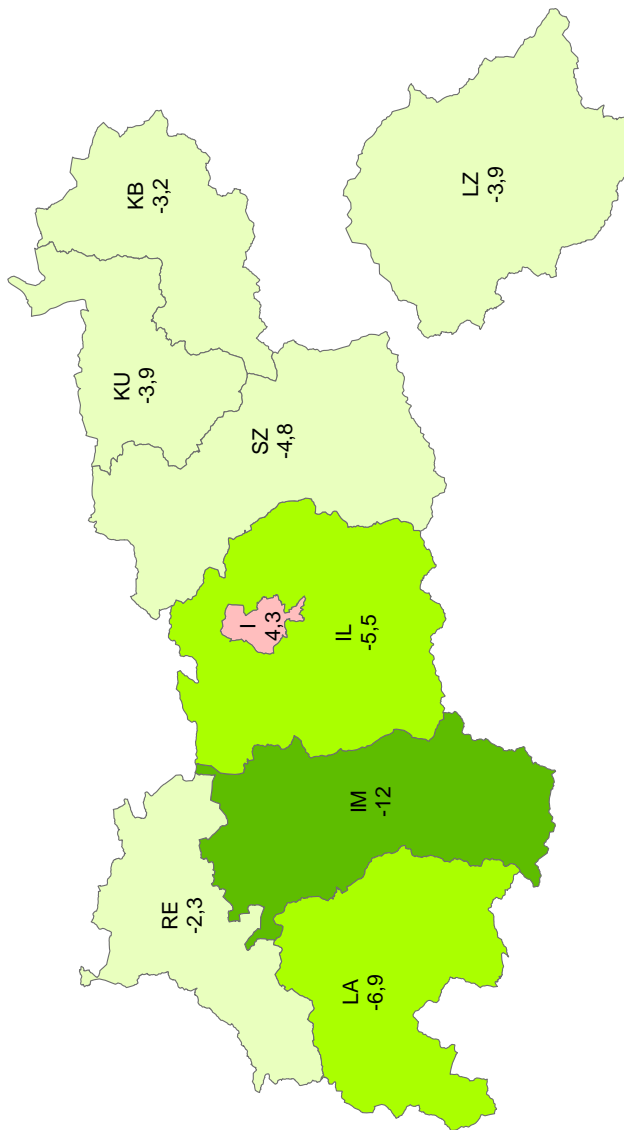 RE
-2,3
LA
-6,9
IM
-12
I
4,3
IL
-5,5
SZ
-4,8
KU
-3,9
KB
-3,2
LZ
-3,9